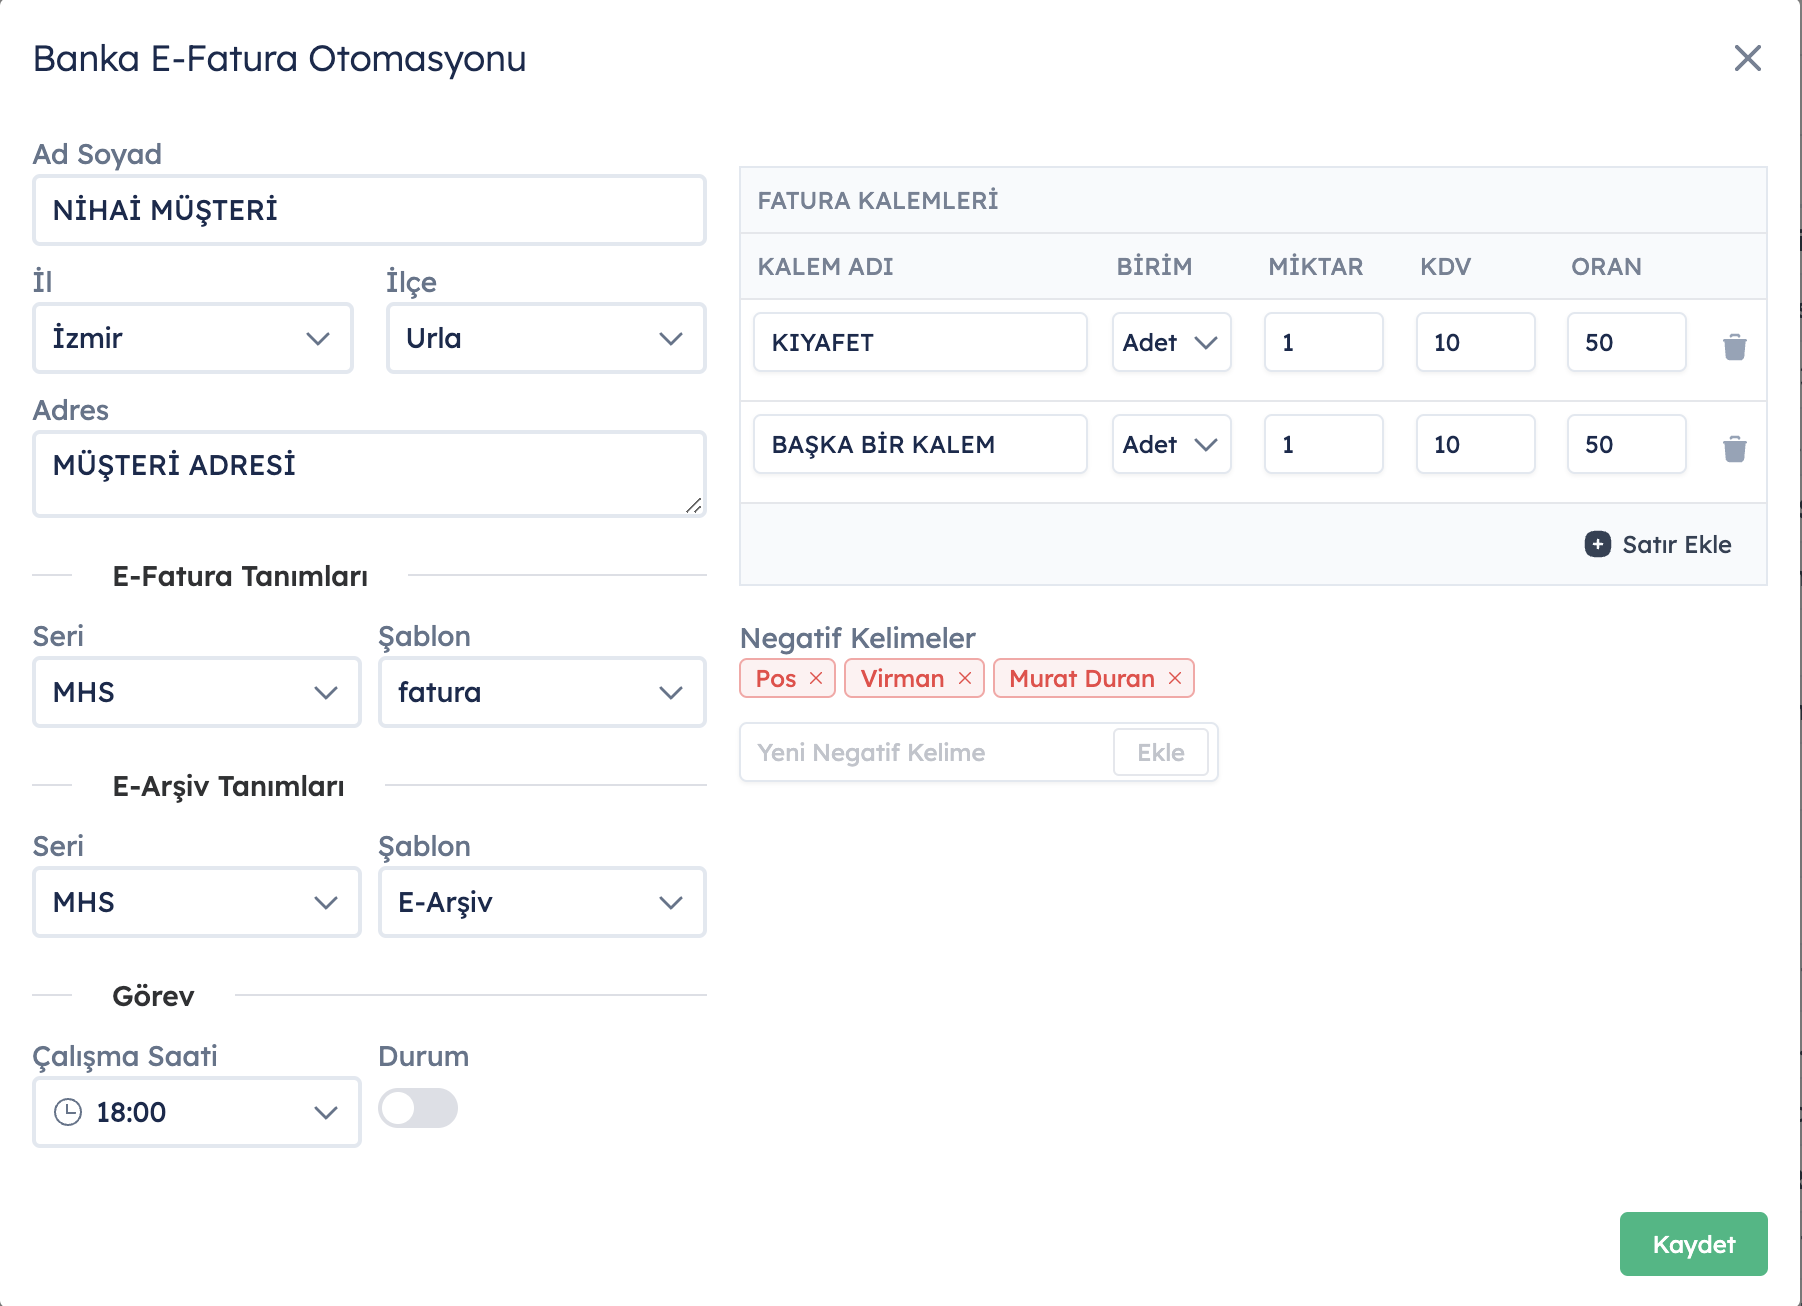 Banka E-Fatura Otomasyonu
Ad Soyad
NİHAİ MÜŞTERİ
İl İlçe
İzmir Urla
Adres
MÜŞTERİ ADRESİ
E-Fatura Tanımları
Seri Şablon
MHS fatura
E-Arşiv Tanımları
Seri Şablon
MHS E-Arşiv
Görev
Çalışma Saati Durum
18:00
FATURA KALEMLERİ
KALEM ADI BİRİM MİKTAR KDV ORAN
KIYAFET Adet 1 10 50
BAŞKA BİR KALEM Adet 1 10 50
Satır Ekle
Negatif Kelimeler
Pos Virman Murat Duran
Yeni Negatif Kelime Ekle
Kaydet